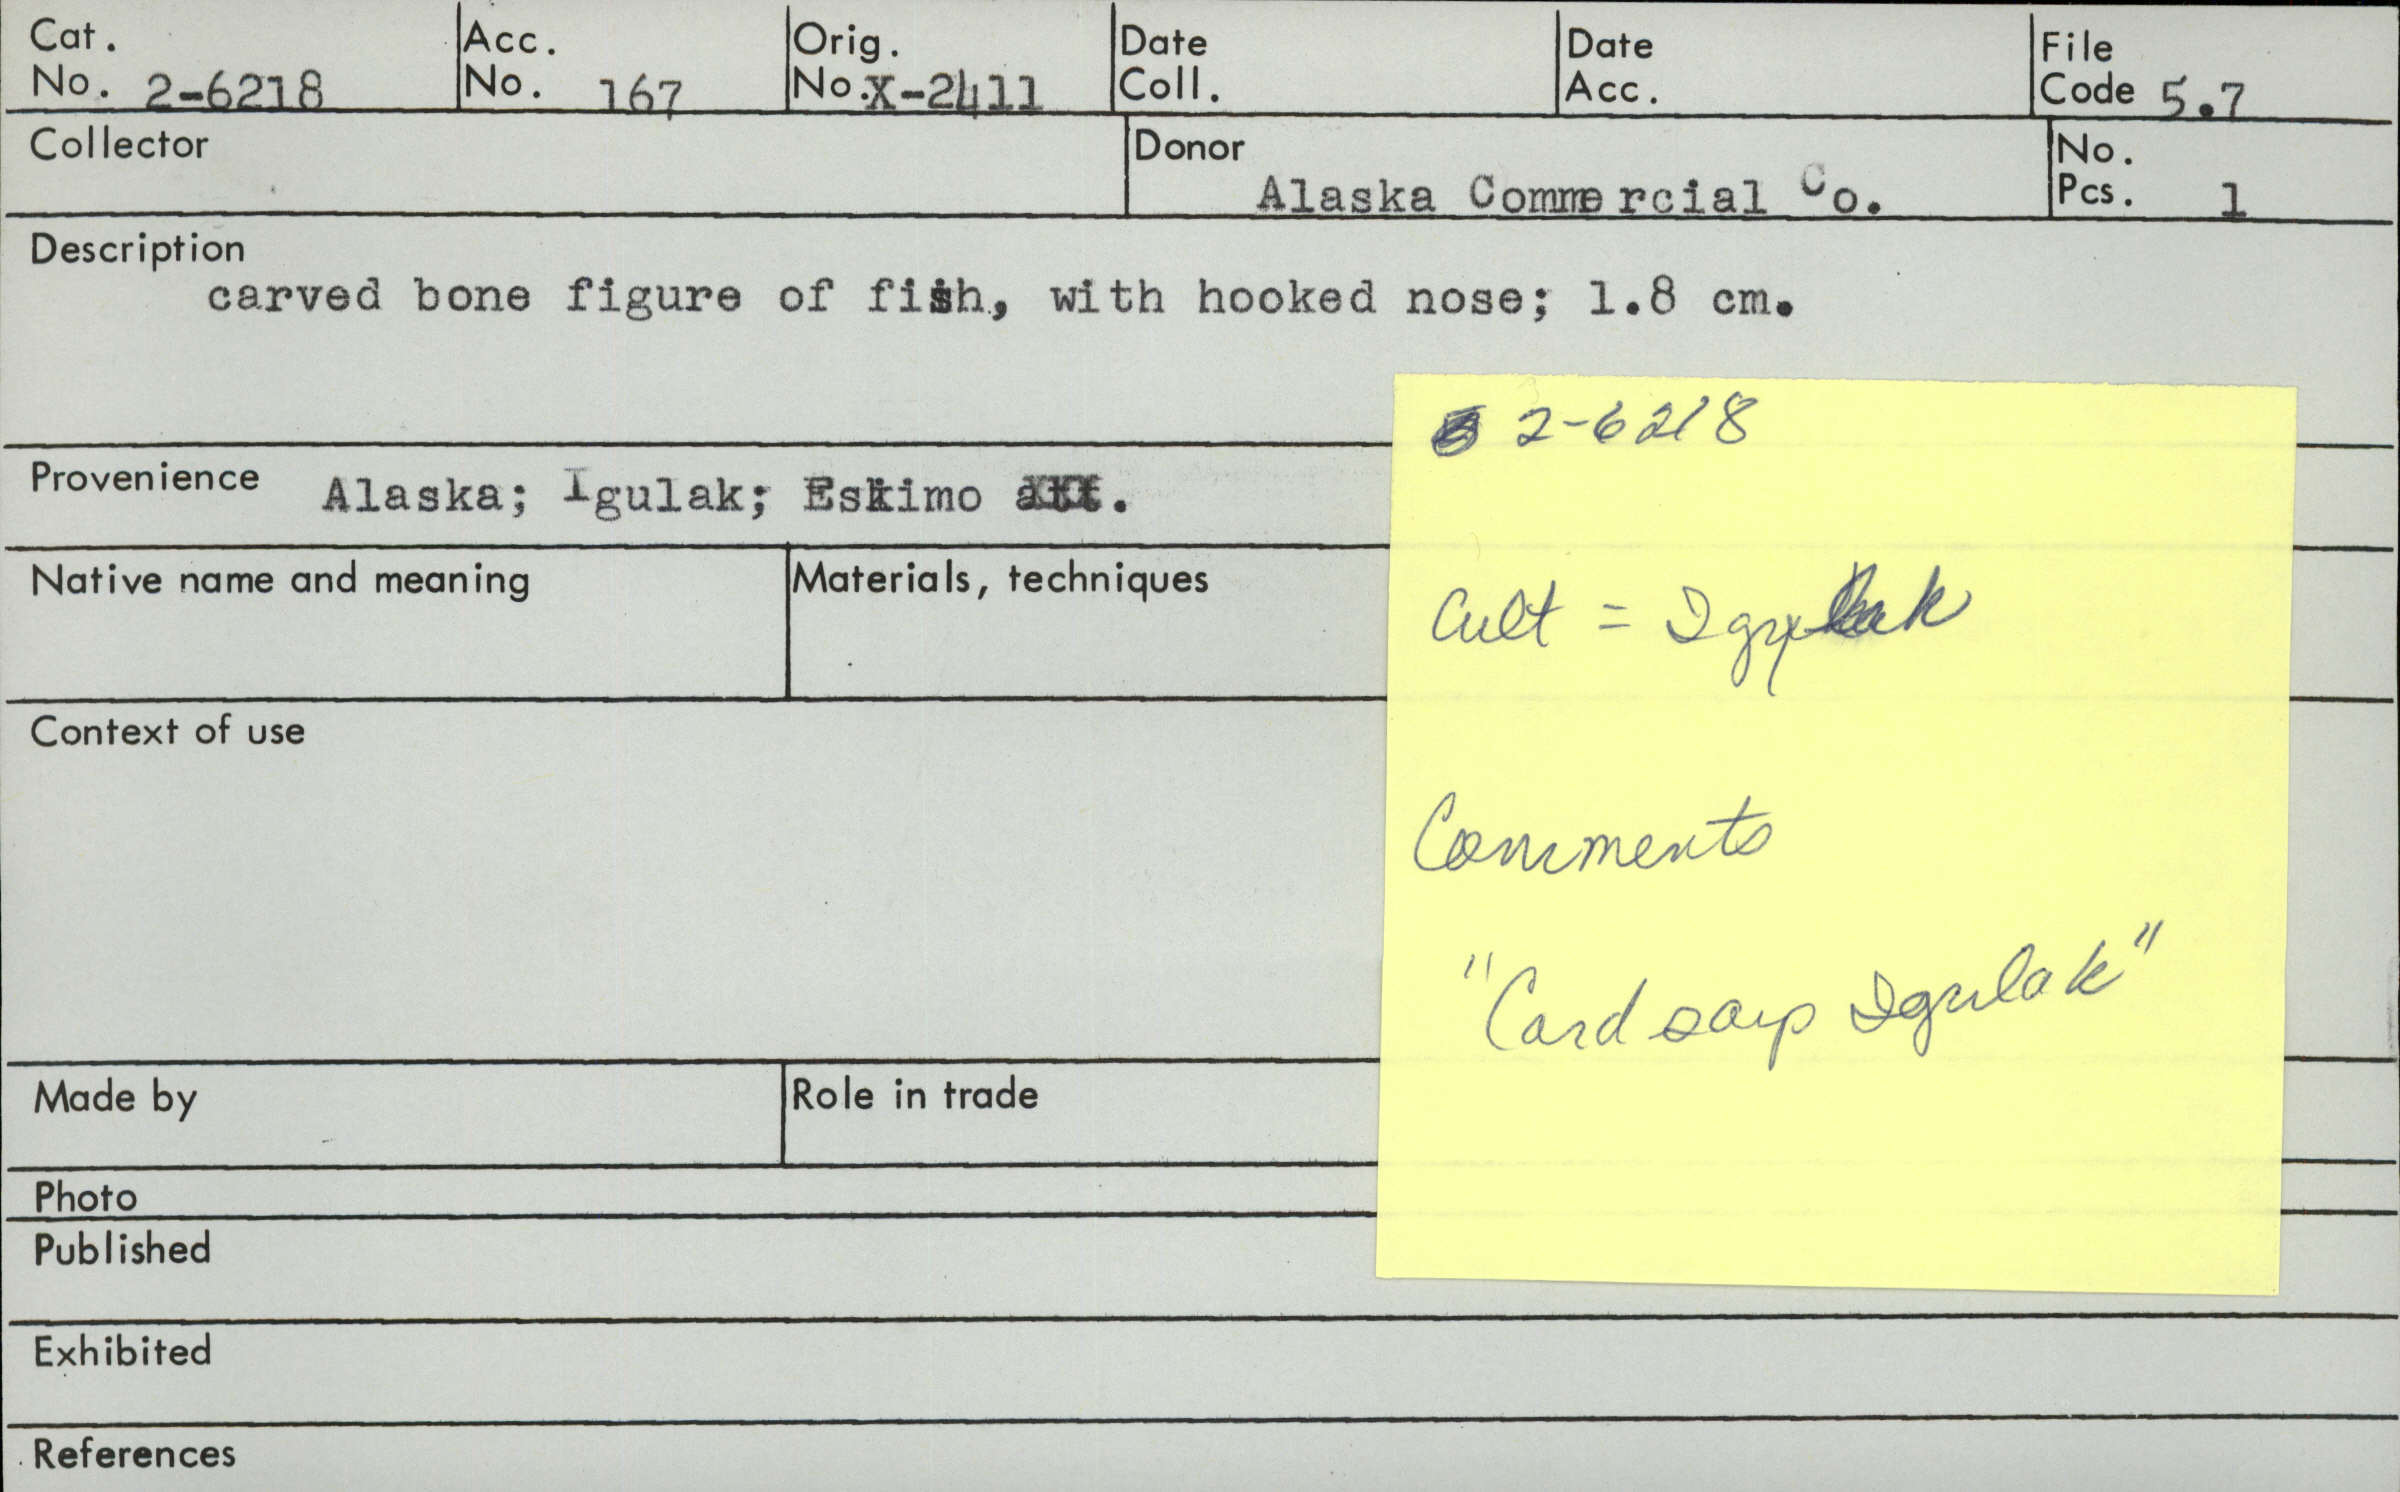 Cat. No. 2-6218
Acc. No. 167
Orig. No. X-2411
Date Coll.
Date Acc.
File Code 5.7
Collector
Donor Alaska Commercial Co.
No. Pcs. 1
Description
carved bone figure of fish, with hooked nose; 1.8 cm.
Provenience Alaska; Igulak; Eskimo
Native name and meaning
Materials, techniques
Context of use
Made by
Role in trade
Photo
Published
Exhibited
References
2-6218
Cult =
Comments
"Card says Igulak"